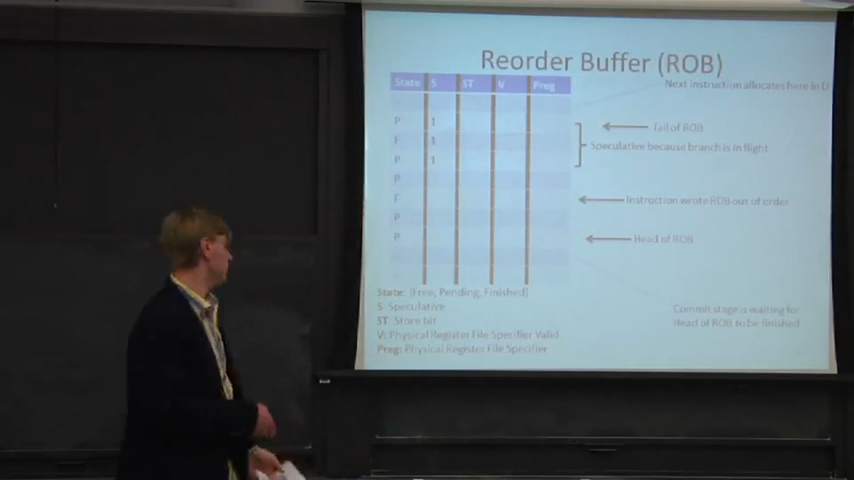 Reorder Buffer (ROB)
State S ST V Preg
Next instruction allocates here in D
P 1
Tail of ROB
F 1
Speculative because branch is in flight
P 1
P
F
Instruction wrote ROB out of order
P
P
Head of ROB
State: {Free, Pending, Finished}
S: Speculative
ST: Store bit
V: Physical Register File Specifier Valid
Preg: Physical Register File Specifier
Commit stage is waiting for
Head of ROB to be finished